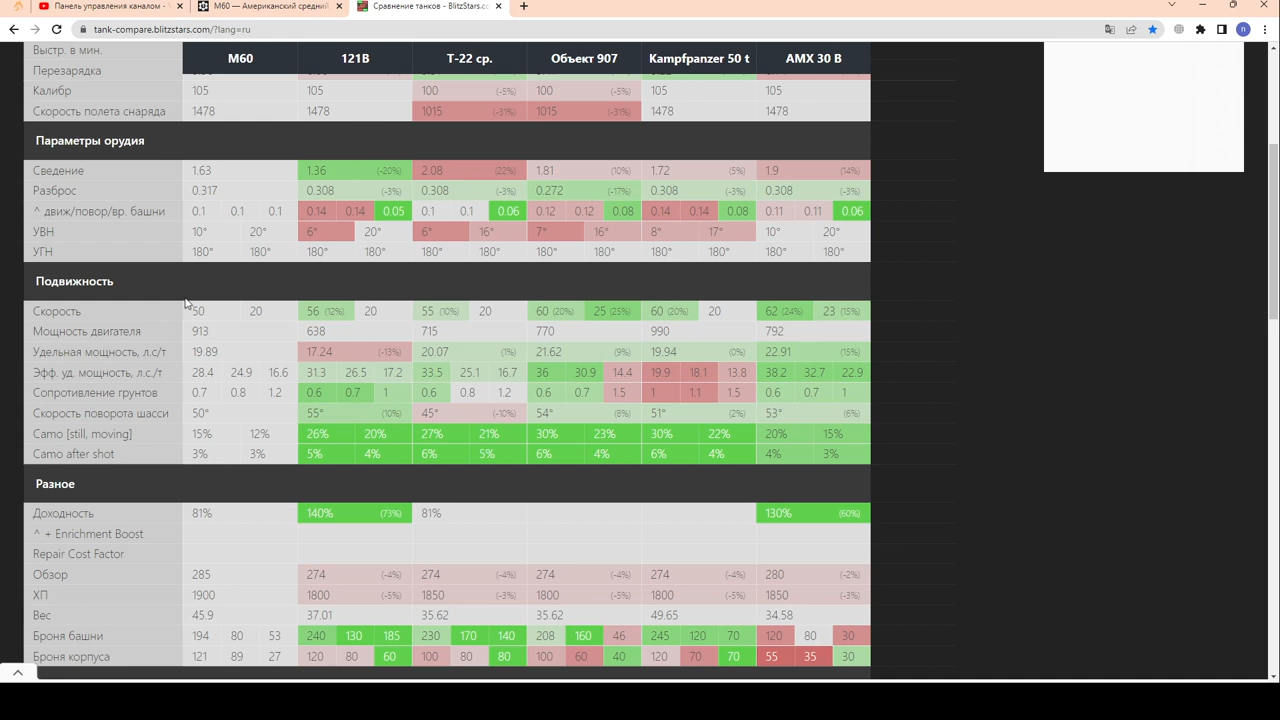 Панель управления каналом -
M60 — Американский средний
Сравнение танков - BlitzStars.co
tank-compare.blitzstars.com/?lang=ru
n
M60 121B Т-22 ср. Объект 907 Kampfpanzer 50 t AMX 30 B
Выстр. в мин.
Перезарядка
Калибр 105 105 100 (-5%) 100 (-5%) 105 105
Скорость полета снаряда 1478 1478 1015 (-31%) 1015 (-31%) 1478 1478
Параметры орудия
Сведение 1.63 1.36 (-20%) 2.08 (22%) 1.81 (10%) 1.72 (5%) 1.9 (14%)
Разброс 0.317 0.308 (-3%) 0.308 (-3%) 0.272 (-17%) 0.308 (-3%) 0.308 (-3%)
^ движ/повор/вр. башни 0.1 0.1 0.1 0.14 0.14 0.05 0.1 0.1 0.06 0.12 0.12 0.08 0.14 0.14 0.08 0.11 0.11 0.06
УВН 10° 20° 6° 20° 6° 16° 7° 16° 8° 17° 10° 20°
УГН 180° 180° 180° 180° 180° 180° 180° 180° 180° 180° 180° 180°
Подвижность
Скорость 50 20 56 (12%) 20 55 (10%) 20 60 (20%) 25 (25%) 60 (20%) 20 62 (24%) 23 (15%)
Мощность двигателя 913 638 715 770 990 792
Удельная мощность, л.с/т 19.89 17.24 (-13%) 20.07 (1%) 21.62 (9%) 19.94 (0%) 22.91 (15%)
Эфф. уд. мощность, л.с./т 28.4 24.9 16.6 31.3 26.5 17.2 33.5 25.1 16.7 36 30.9 14.4 19.9 18.1 13.8 38.2 32.7 22.9
Сопротивление грунтов 0.7 0.8 1.2 0.6 0.7 1 0.6 0.8 1.2 0.6 0.7 1.5 1 1.1 1.5 0.6 0.7 1
Скорость поворота шасси 50° 55° (10%) 45° (-10%) 54° (8%) 51° (2%) 53° (6%)
Camo [still, moving] 15% 12% 26% 20% 27% 21% 30% 23% 30% 22% 20% 15%
Camo after shot 3% 3% 5% 4% 6% 5% 6% 4% 6% 4% 4% 3%
Разное
Доходность 81% 140% (73%) 81% 130% (60%)
^ + Enrichment Boost
Repair Cost Factor
Обзор 285 274 (-4%) 274 (-4%) 274 (-4%) 274 (-4%) 280 (-2%)
ХП 1900 1800 (-5%) 1850 (-3%) 1800 (-5%) 1800 (-5%) 1850 (-3%)
Вес 45.9 37.01 35.62 35.62 49.65 34.58
Броня башни 194 80 53 240 130 185 230 170 140 208 160 46 245 120 70 120 80 30
Броня корпуса 121 89 27 120 80 60 100 80 80 100 60 40 120 70 70 55 35 30